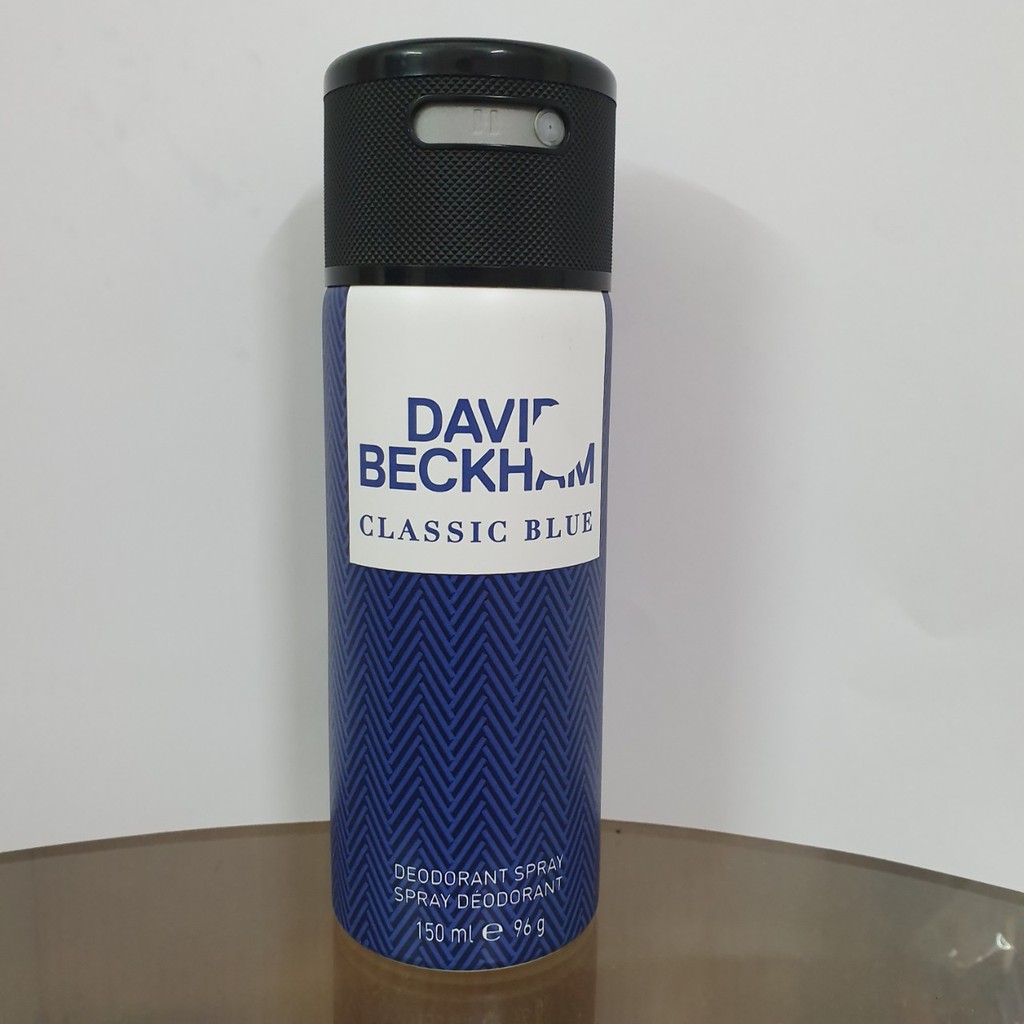 DAVID
BECKHAM
CLASSIC BLUE
DEODORANT SPRAY
SPRAY DÉODORANT
150 ml e 96 g